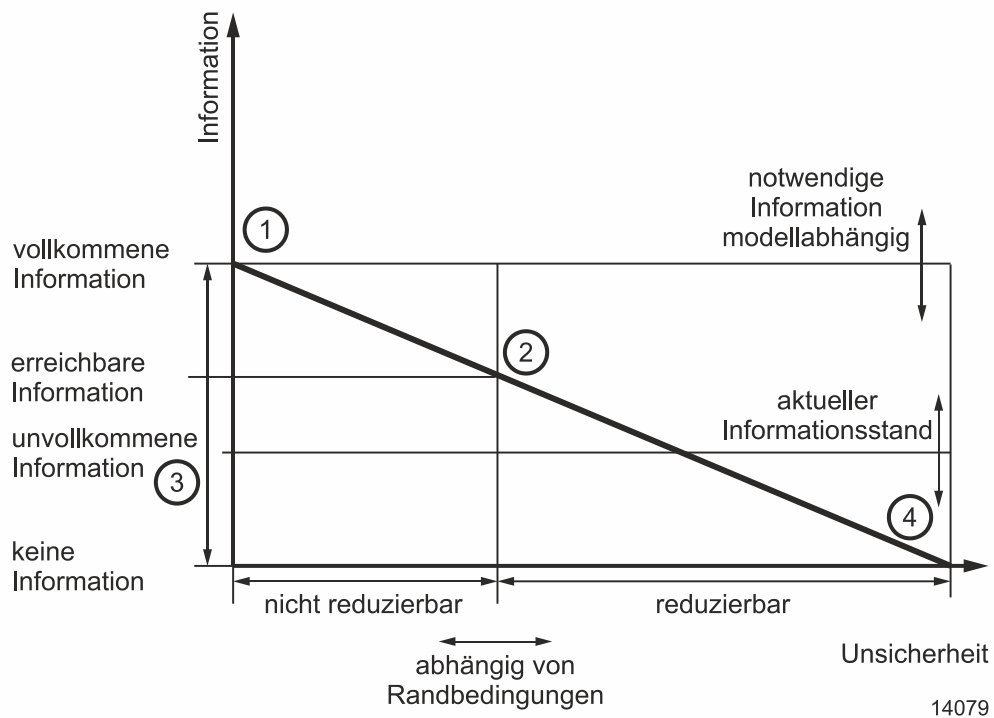 Information
notwendige
Information
modellabhängig
1
vollkommene
Information
2
erreichbare
Information
aktueller
Informationsstand
unvollkommene
Information
3
4
keine
Information
nicht reduzierbar
reduzierbar
abhängig von
Randbedingungen
Unsicherheit
14079